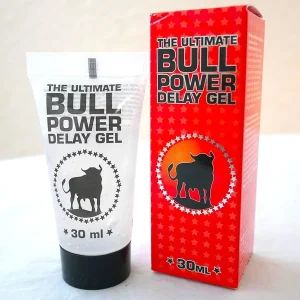 THE ULTIMATE
BULL
POWER
DELAY GEL
30 ml
THE ULTIMATE
BULL
POWER
DELAY GEL
30ML